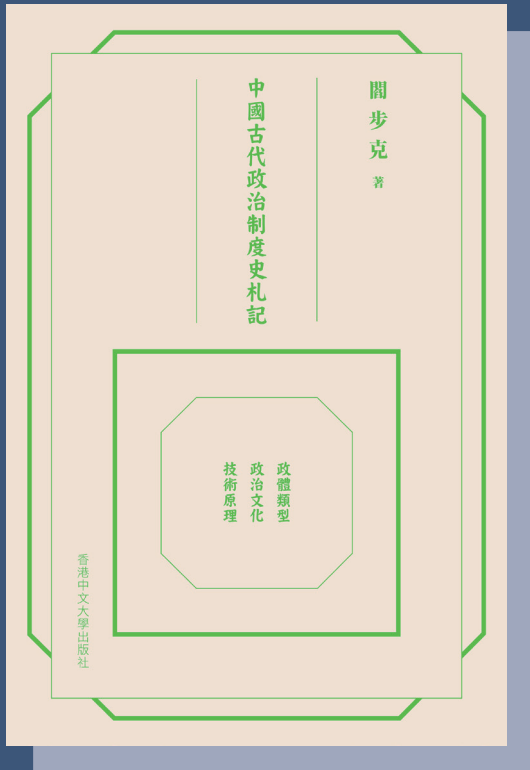 閻步克 著
中國古代政治制度史札記
政體類型
政治文化
技術原理
香港中文大學出版社